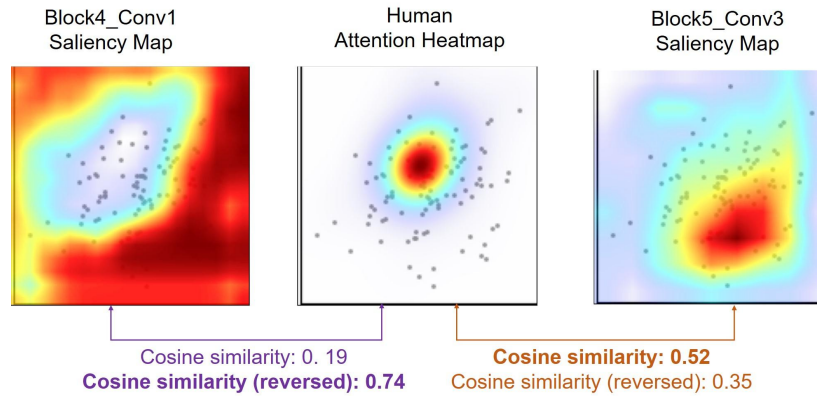 Block4_Conv1
Saliency Map
Human
Attention Heatmap
Block5_Conv3
Saliency Map
Cosine similarity: 0. 19
Cosine similarity (reversed): 0.74
Cosine similarity: 0.52
Cosine similarity (reversed): 0.35